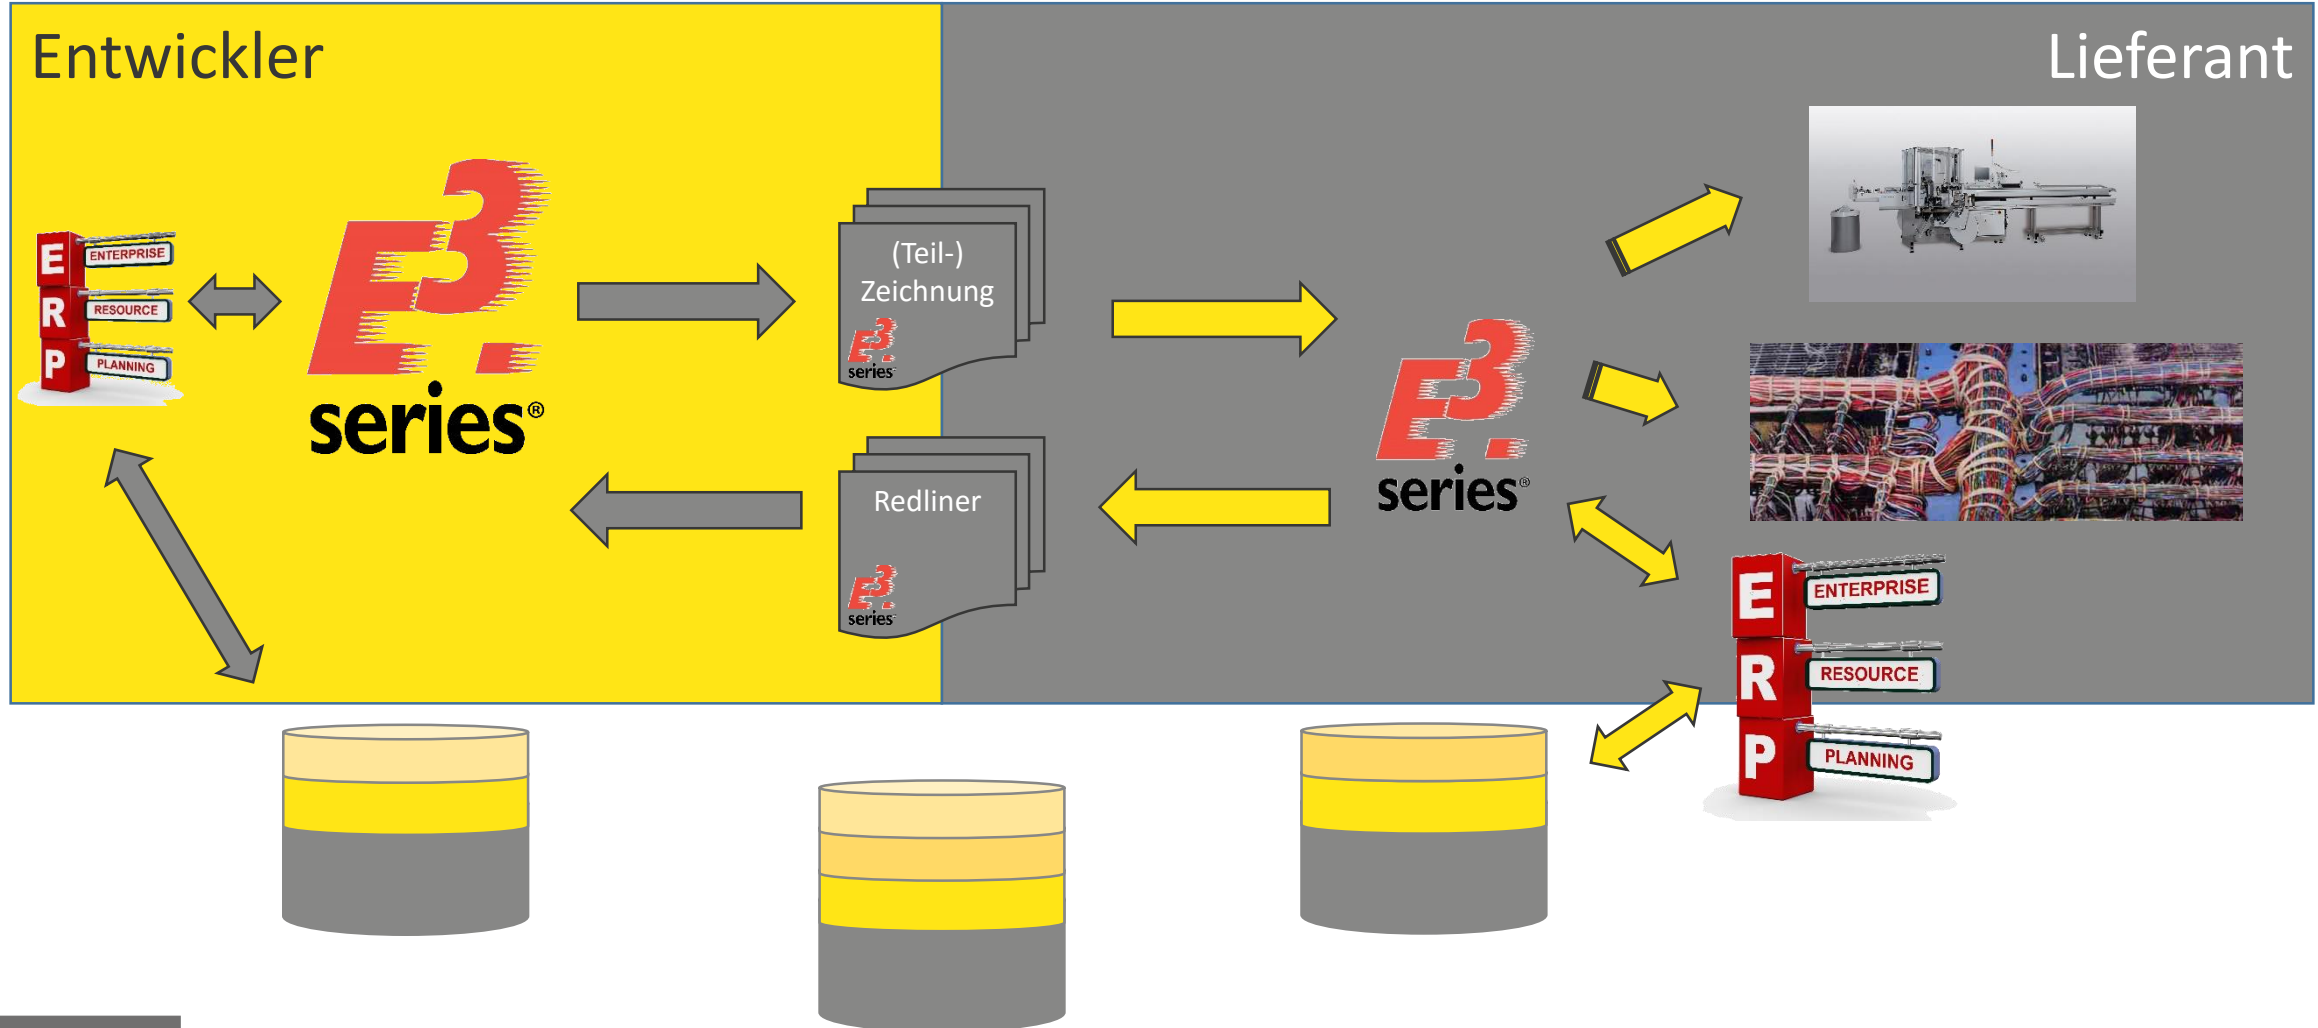 Entwickler
Lieferant
E ENTERPRISE
R RESOURCE
P PLANNING
E3.
series®
(Teil-)
Zeichnung
E3.
series
Redliner
E3.
series
E3.
series®
E ENTERPRISE
R RESOURCE
P PLANNING